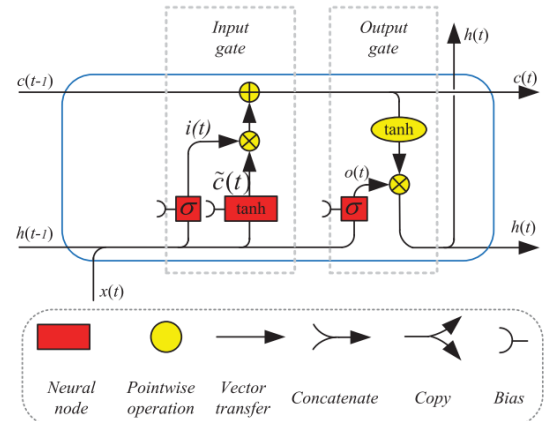 Input
gate
Output
gate
h(t)
c(t-1)
c(t)
i(t)
tanh
c̃(t)
o(t)
σ
tanh
σ
h(t-1)
h(t)
x(t)
Neural
node
Pointwise
operation
Vector
transfer
Concatenate
Copy
Bias